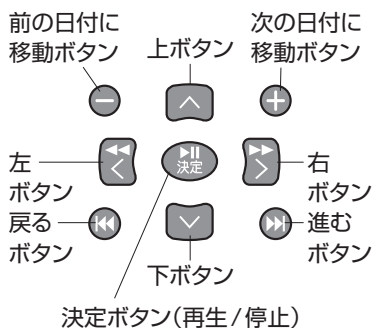 前の日付に
移動ボタン
上ボタン
次の日付に
移動ボタン
左
ボタン
決定
右
ボタン
戻る
ボタン
進む
ボタン
下ボタン
決定ボタン(再生/停止)